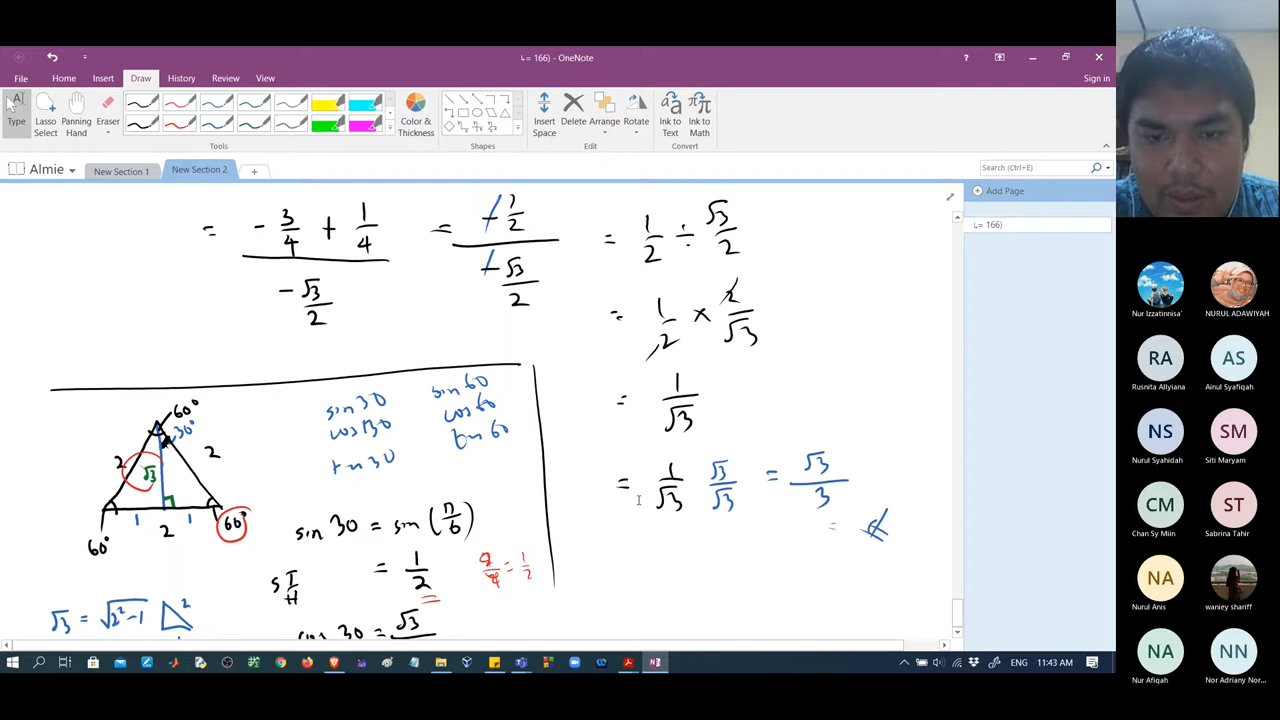 L= 166) - OneNote
File Home Insert Draw History Review View
Sign in
Type
Lasso Select
Panning Hand
Eraser
Color & Thickness
Insert Space
Delete
Arrange
Rotate
Ink to Text
Ink to Math
Tools
Shapes
Edit
Convert
Almie
New Section 1
New Section 2
Search (Ctrl+E)
Add Page
L= 166)
= (- 3/4 + 1/4) / (- √3/2) = (- 1/2) / (- √3/2) = 1/2 ÷ √3/2
= 1/2 × 2/√3
= 1/√3
= 1/√3 √3/√3 = √3/3
=
60°
30°
2
√3
2
1
2
1
60°
60°
sin 30 sin 60
cos 30 cos 60
tan 30 tan 60
sin 30 = sin (π/6)
= 1/2
2/4 = 1/2
√3 = √2²-1
2
30 = √3
Nur Izzatinnisa'
NURUL ADAWIYAH
RA
Rusnita Allyiana
AS
Ainul Syafiqah
NS
Nurul Syahidah
SM
Siti Maryam
CM
Chan Sy Miin
ST
Sabrina Tahir
NA
Nurul Anis
waniey shariff
NA
Nur Afiqah
NN
Nor Adriany Nor...
ENG
11:43 AM